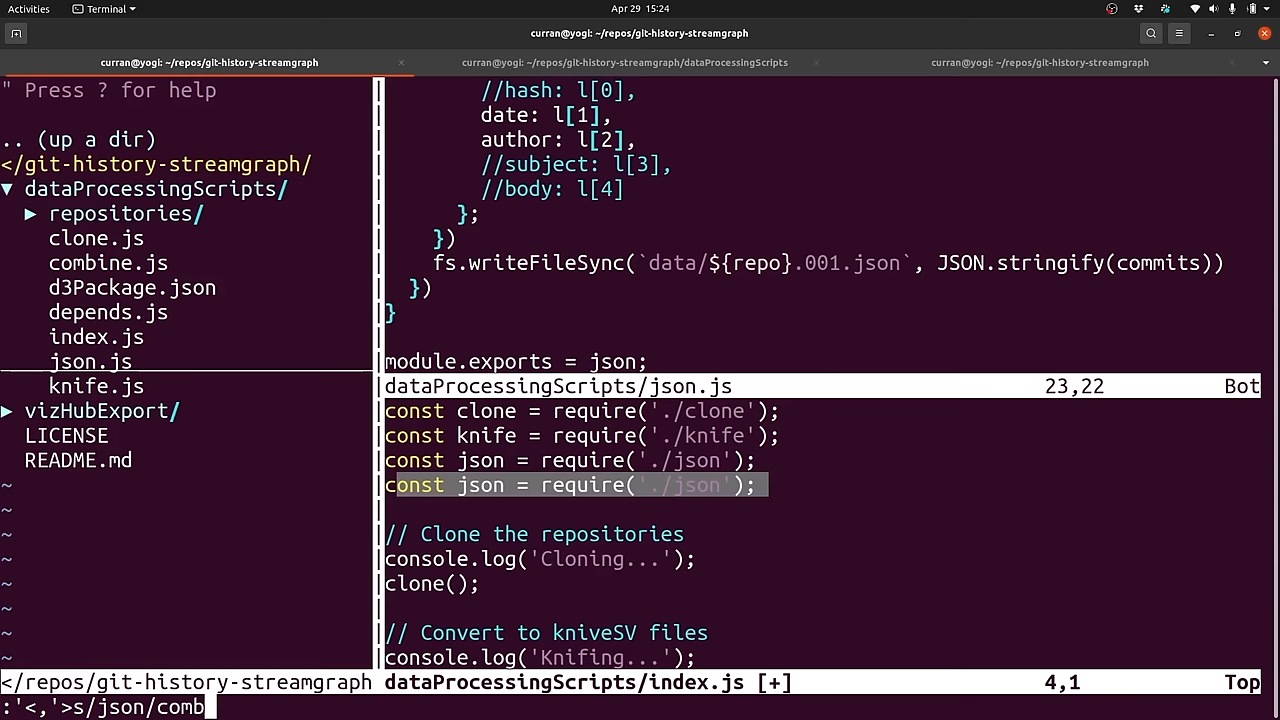 Activities Terminal Apr 29 15:24
curran@yogi: ~/repos/git-history-streamgraph
curran@yogi: ~/repos/git-history-streamgraph curran@yogi: ~/repos/git-history-streamgraph/dataProcessingScripts curran@yogi: ~/repos/git-history-streamgraph
" Press ? for help
.. (up a dir)
</git-history-streamgraph/
▼ dataProcessingScripts/
▶ repositories/
clone.js
combine.js
d3Package.json
depends.js
index.js
json.js
knife.js
▶ vizHubExport/
LICENSE
README.md
~
~
~
~
~
~
~
~
</repos/git-history-streamgraph
//hash: l[0],
date: l[1],
author: l[2],
//subject: l[3],
//body: l[4]
};
})
fs.writeFileSync(`data/${repo}.001.json`, JSON.stringify(commits))
})
}
module.exports = json;
dataProcessingScripts/json.js 23,22 Bot
const clone = require('./clone');
const knife = require('./knife');
const json = require('./json');
const json = require('./json');
// Clone the repositories
console.log('Cloning...');
clone();
// Convert to kniveSV files
console.log('Knifing...');
dataProcessingScripts/index.js [+] 4,1 Top
:'<,'>s/json/comb